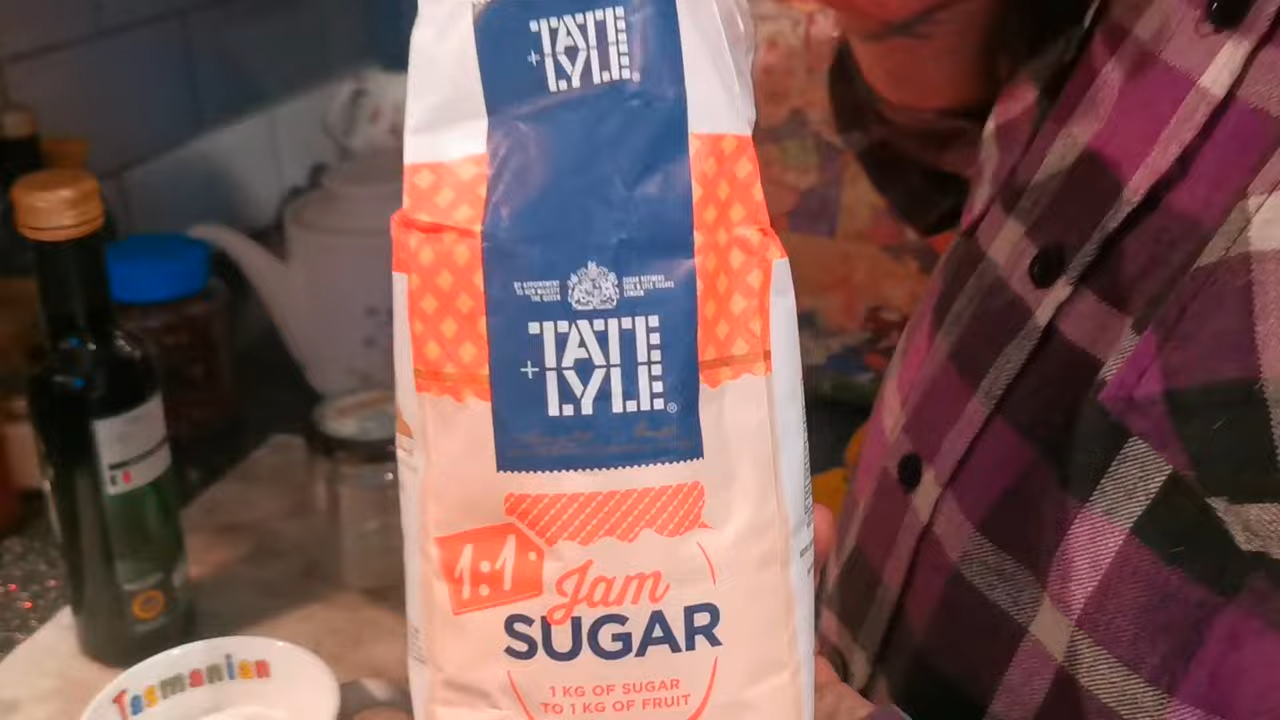 TATE
+ LYLE
BY APPOINTMENT
TO HER MAJESTY
THE QUEEN
SUGAR REFINERS
TATE & LYLE SUGARS
LONDON
TATE
+ LYLE®
1:1
Jam
SUGAR
1 KG OF SUGAR
TO 1 KG OF FRUIT
Tasmanian